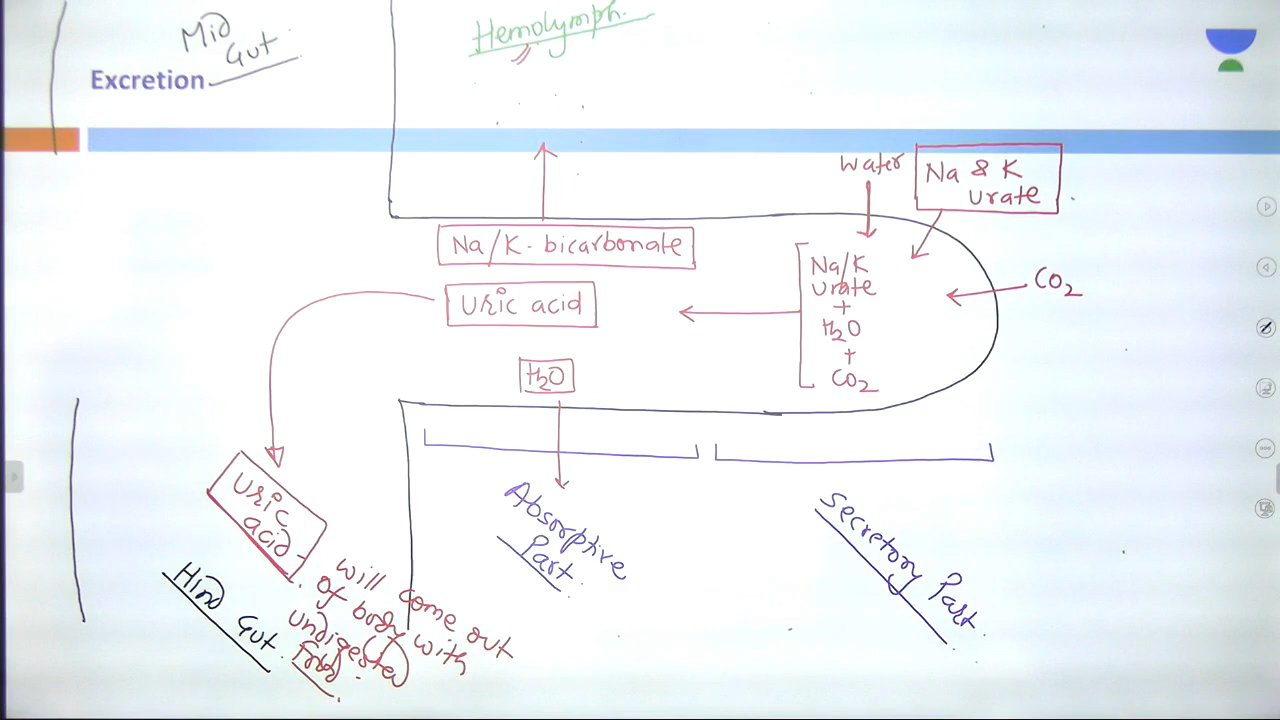 Mid
Gut
Excretion
Hemolymph.
Water
Na & K
urate
Na/K - bicarbonate
Na/K
urate
+
H2O
+
CO2
CO2
Uric acid
H2O
Uric
acid
Absorptive
Part.
Secretory Part.
Hind Gut.
will come out
of body with
undigested
food.